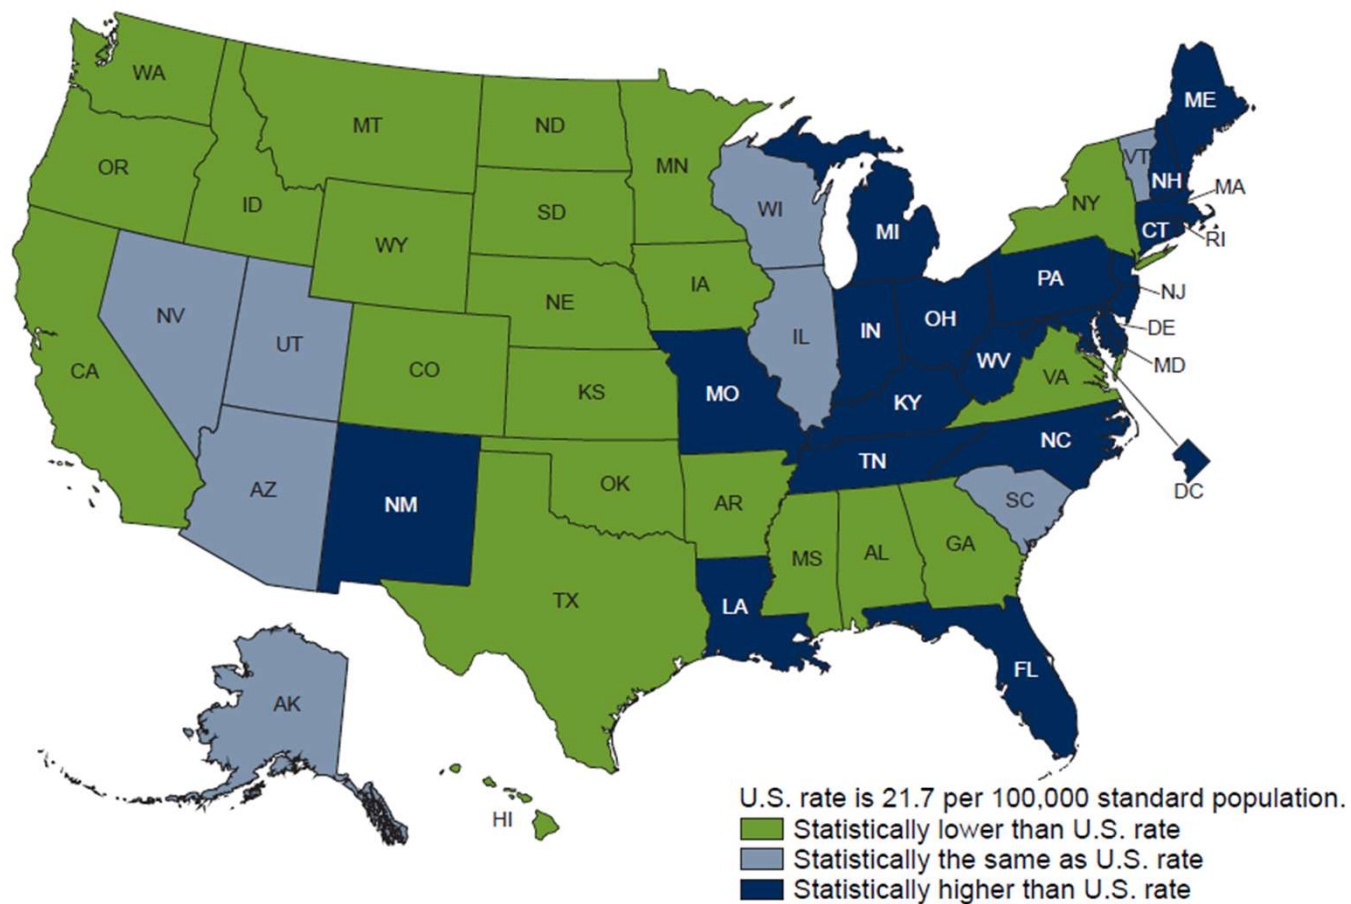 WA
MT
ND
MN
OR
ID
SD
WI
WY
IA
NE
NV
UT
CO
CA
KS
IL
MO
AZ
NM
OK
AR
TX
LA
MS
AL
GA
FL
SC
NC
TN
KY
IN
OH
MI
WV
VA
PA
NY
VT
NH
ME
MA
CT
RI
NJ
DE
MD
DC
AK
HI
U.S. rate is 21.7 per 100,000 standard population.
Statistically lower than U.S. rate
Statistically the same as U.S. rate
Statistically higher than U.S. rate